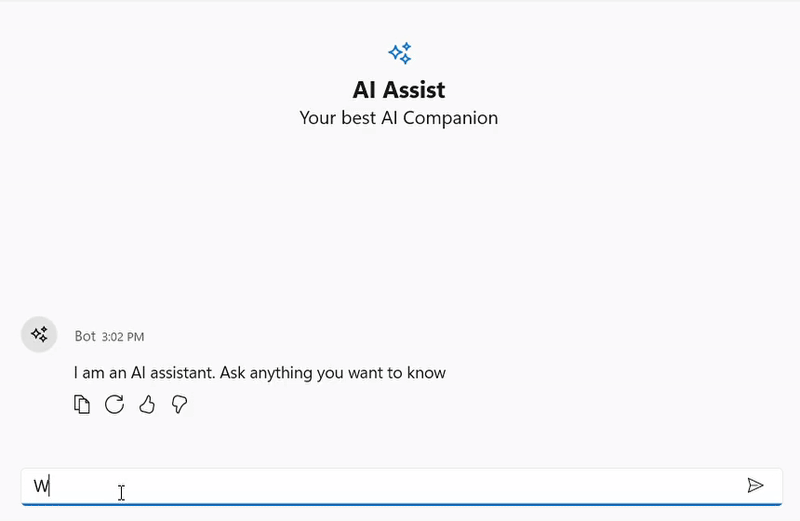 AI Assist
Your best AI Companion
Bot 3:02 PM
I am an AI assistant. Ask anything you want to know
W